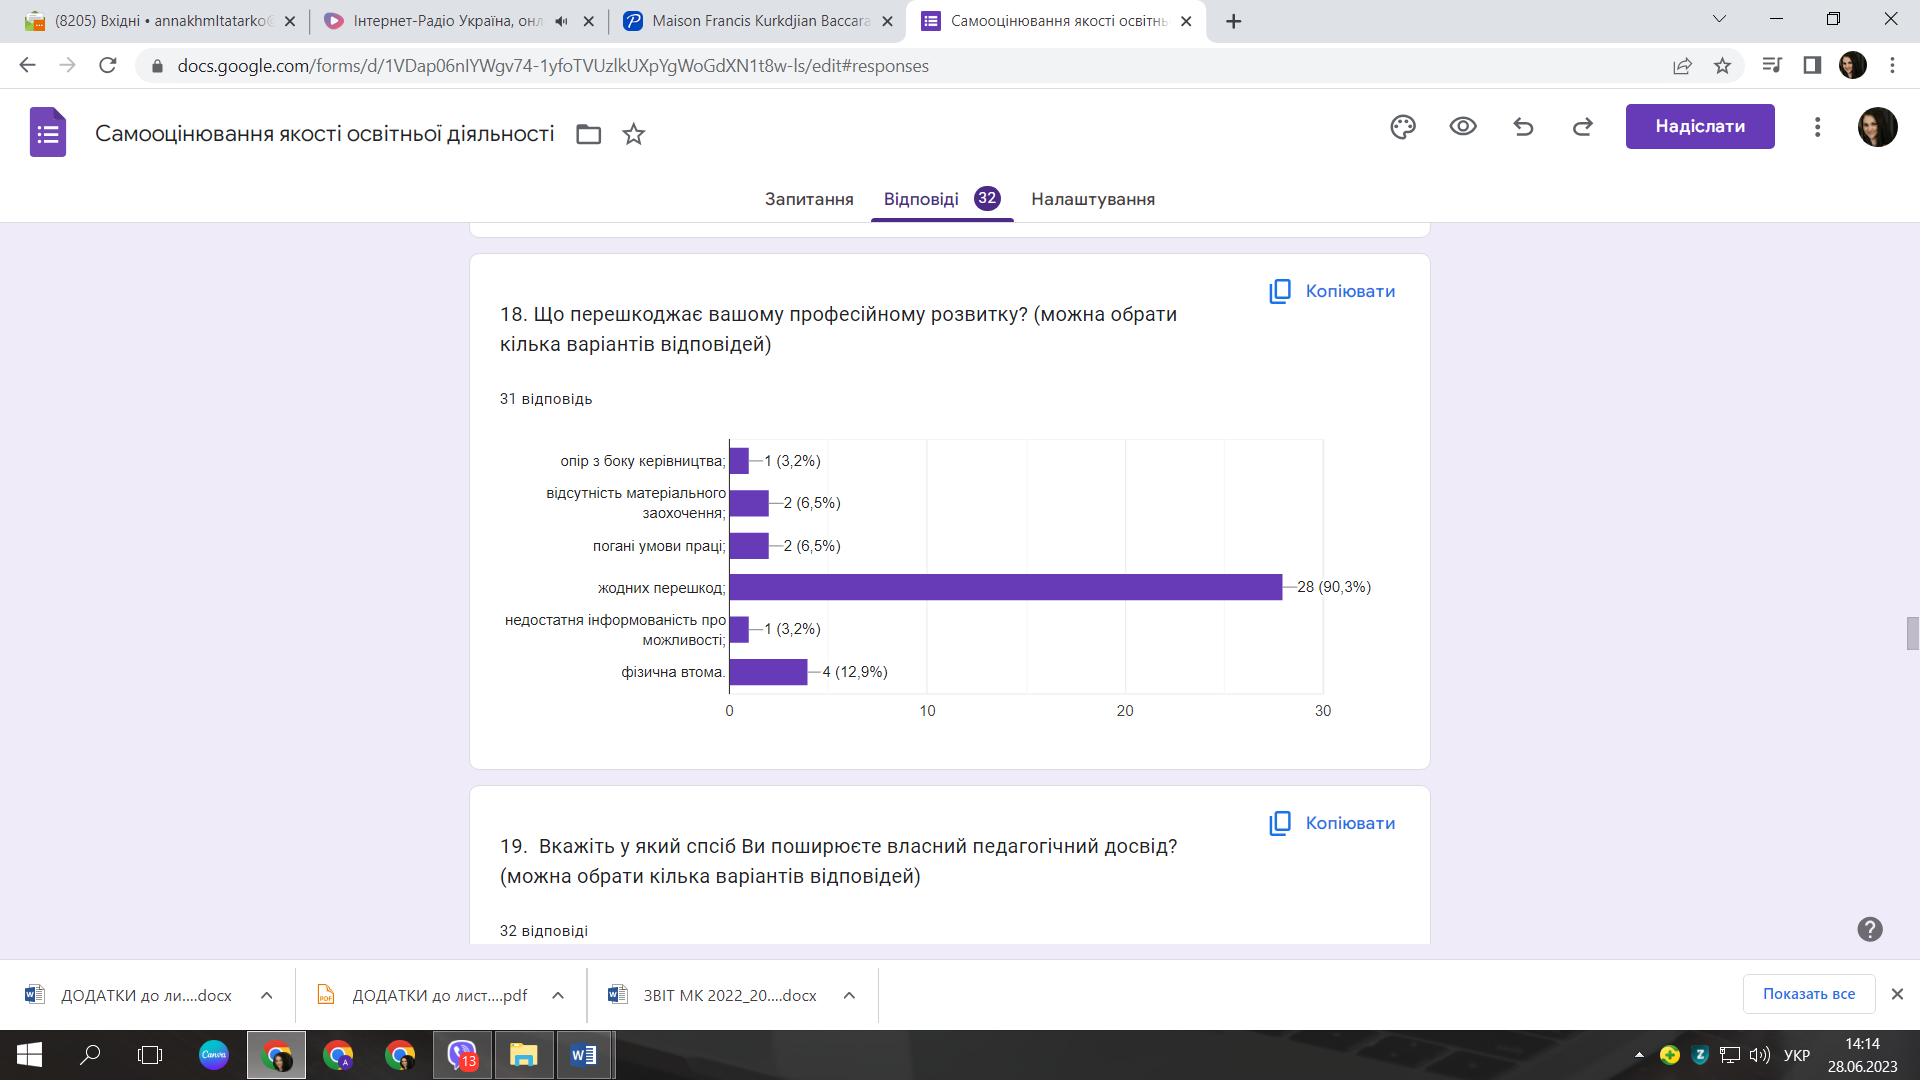 (8205) Вхідні • annakhmltatarko@
Інтернет-Радіо Україна, онл
Maison Francis Kurkdjian Baccara
Самооцінювання якості освітнь
docs.google.com/forms/d/1VDap06nIYWgv74-1yfoTVUzlkUXpYgWoGdXN1t8w-ls/edit#responses
Самооцінювання якості освітньої діяльності
Надіслати
Запитання
Відповіді 32
Налаштування
Копіювати
18. Що перешкоджає вашому професійному розвитку? (можна обрати
кілька варіантів відповідей)
31 відповідь
опір з боку керівництва; 1 (3,2%)
відсутність матеріального
заохочення; 2 (6,5%)
погані умови праці; 2 (6,5%)
жодних перешкод; 28 (90,3%)
недостатня інформованість про
можливості; 1 (3,2%)
фізична втома. 4 (12,9%)
0 10 20 30
Копіювати
19. Вкажіть у який спсіб Ви поширюєте власний педагогічний досвід?
(можна обрати кілька варіантів відповідей)
32 відповіді
ДОДАТКИ до ли....docx
PDF
ДОДАТКИ до лист....pdf
ЗВІТ МК 2022_20....docx
Показать все
Canva
A
13
УКР
14:14
28.06.2023